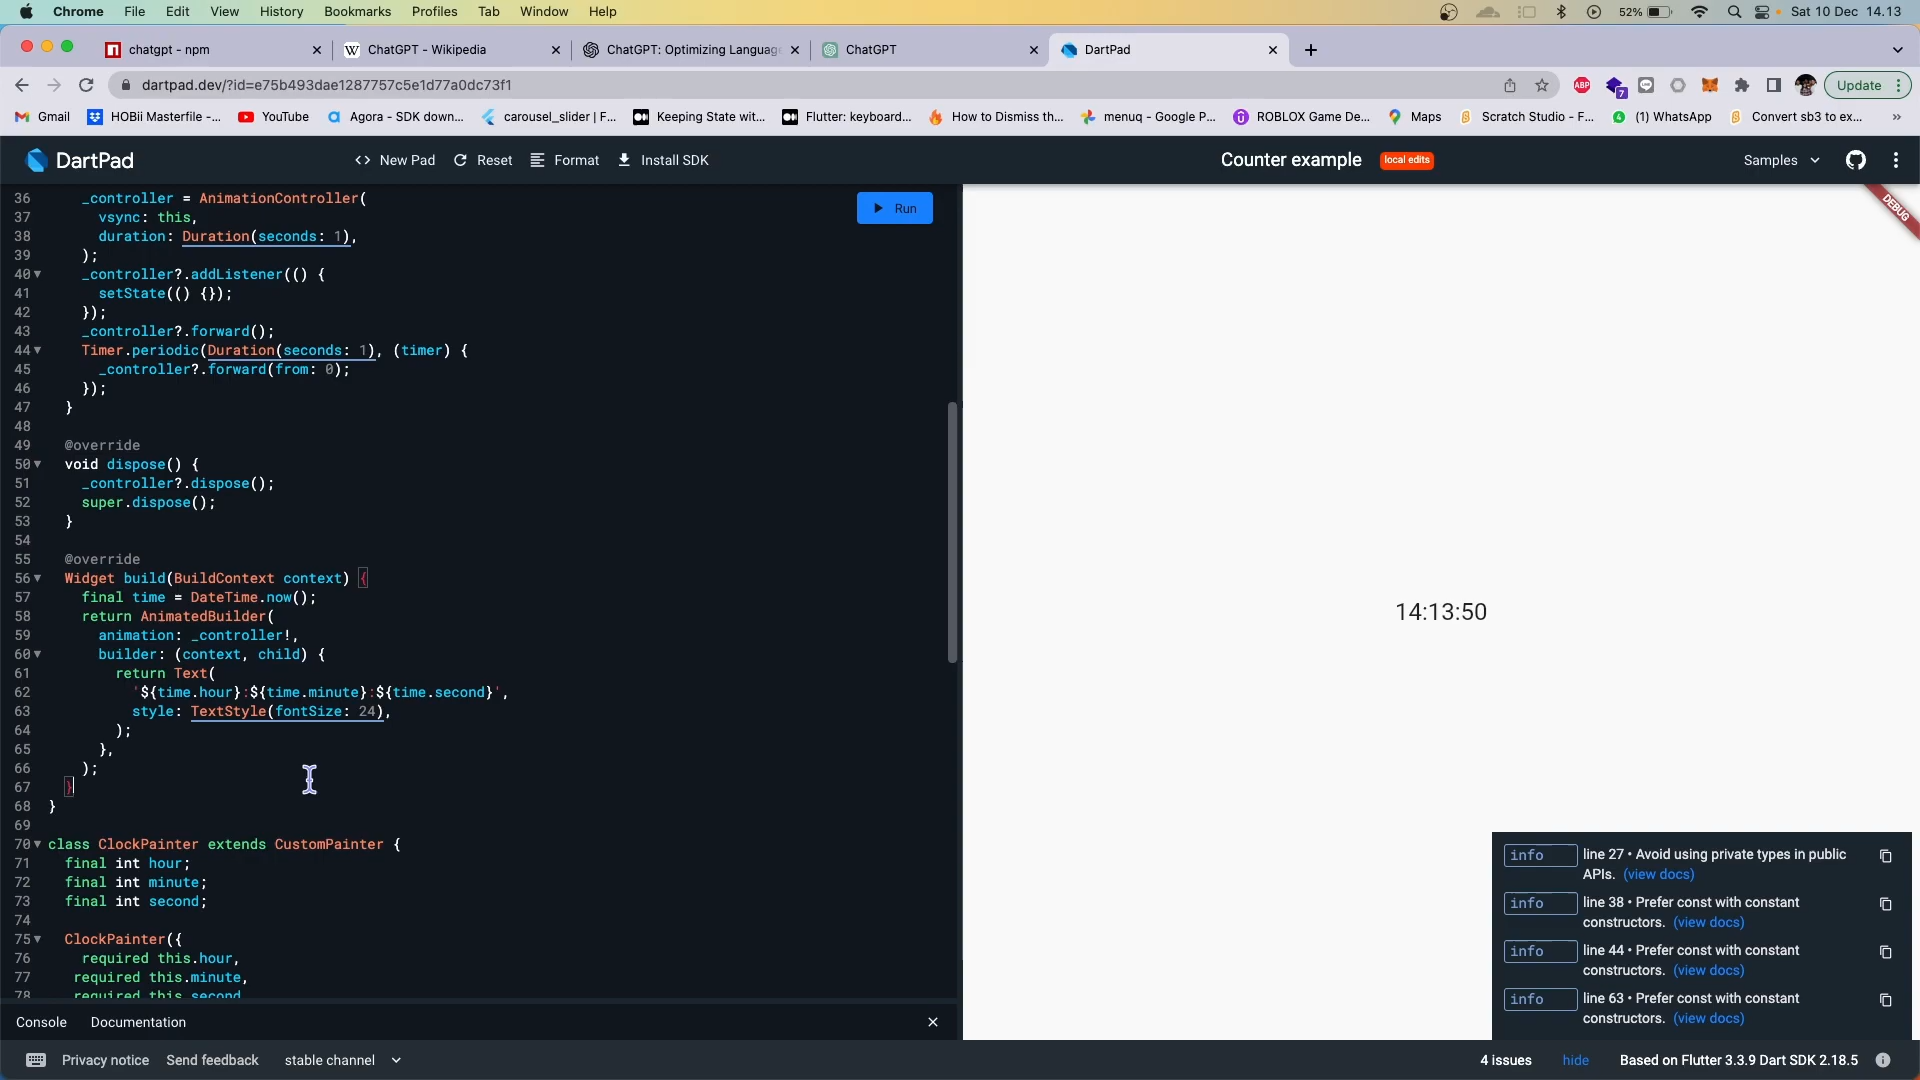 Chrome File Edit View History Bookmarks Profiles Tab Window Help 52% Sat 10 Dec 14.13
chatgpt - npm ChatGPT - Wikipedia ChatGPT: Optimizing Language ChatGPT DartPad
dartpad.dev/?id=e75b493dae1287757c5e1d77a0dc73f1 ABP 7 Update
Gmail HOBii Masterfile -... YouTube Agora - SDK down... carousel_slider | F... Keeping State wit... Flutter: keyboard... How to Dismiss th... menuq - Google P... ROBLOX Game De... Maps Scratch Studio - F... (1) WhatsApp Convert sb3 to ex... »
DartPad <> New Pad Reset Format Install SDK Counter example local edits Samples
Run
DEBUG
36 _controller = AnimationController(
37 vsync: this,
38 duration: Duration(seconds: 1),
39 );
40 _controller?.addListener(() {
41 setState(() {});
42 });
43 _controller?.forward();
44 Timer.periodic(Duration(seconds: 1), (timer) {
45 _controller?.forward(from: 0);
46 });
47 }
48
49 @override
50 void dispose() {
51 _controller?.dispose();
52 super.dispose();
53 }
54
55 @override
56 Widget build(BuildContext context) {
57 final time = DateTime.now();
58 return AnimatedBuilder(
59 animation: _controller!,
60 builder: (context, child) {
61 return Text(
62 '${time.hour}:${time.minute}:${time.second}',
63 style: TextStyle(fontSize: 24),
64 );
65 },
66 );
67 }
68 }
69
70 class ClockPainter extends CustomPainter {
71 final int hour;
72 final int minute;
73 final int second;
74
75 ClockPainter({
76 required this.hour,
77 required this.minute,
78 required this.second
14:13:50
info line 27 • Avoid using private types in public
APIs. (view docs)
info line 38 • Prefer const with constant
constructors. (view docs)
info line 44 • Prefer const with constant
constructors. (view docs)
info line 63 • Prefer const with constant
constructors. (view docs)
Console Documentation
Privacy notice Send feedback stable channel 4 issues hide Based on Flutter 3.3.9 Dart SDK 2.18.5